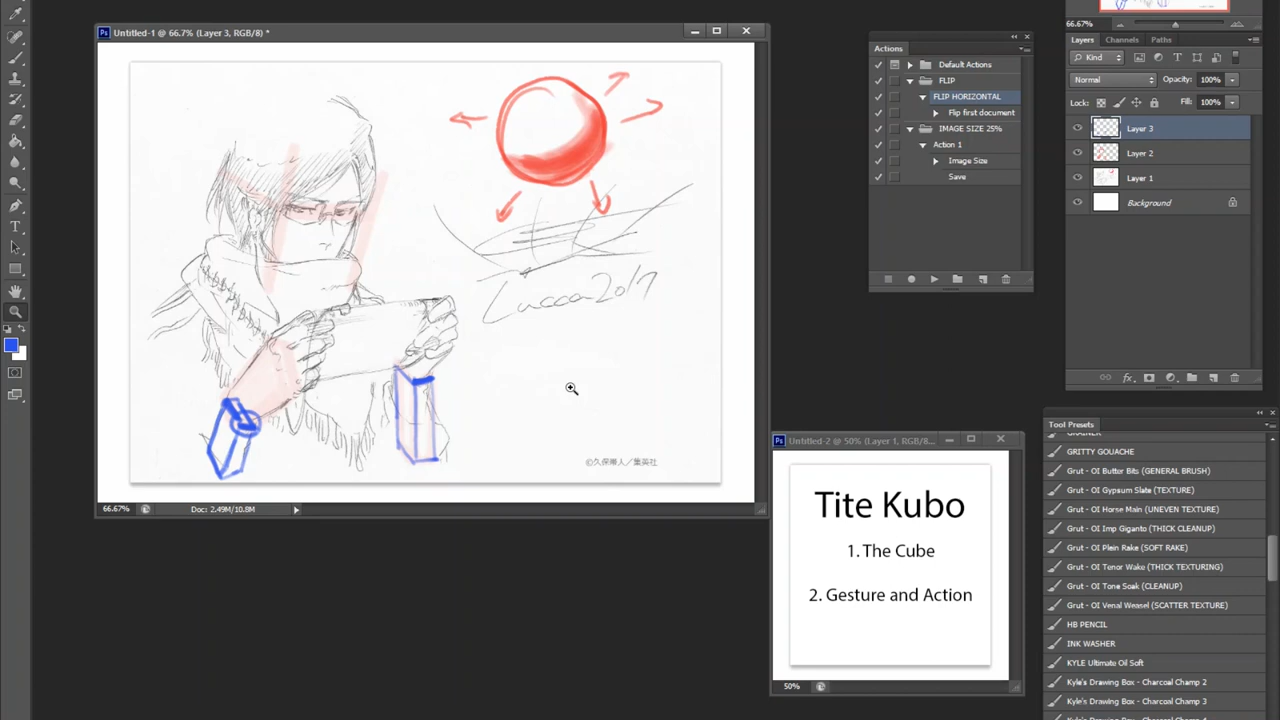 Untitled-1 @ 66.7% (Layer 3, RGB/8) *
Lucca 2017
©久保帯人／集英社
66.67%
Doc: 2.49M/10.8M
Actions
Default Actions
FLIP
FLIP HORIZONTAL
Flip first document
IMAGE SIZE 25%
Action 1
Image Size
Save
66.67%
Layers
Channels
Paths
Kind
Normal
Opacity:
100%
Lock:
Fill:
100%
Layer 3
Layer 2
Layer 1
Background
Untitled-2 @ 50% (Layer 1, RGB/8...
Tite Kubo
1. The Cube
2. Gesture and Action
50%
Tool Presets
GRITTY GOUACHE
Grut - OI Butter Bits (GENERAL BRUSH)
Grut - OI Gypsum Slate (TEXTURE)
Grut - OI Horse Main (UNEVEN TEXTURE)
Grut - OI Imp Giganto (THICK CLEANUP)
Grut - OI Plein Rake (SOFT RAKE)
Grut - OI Tenor Wake (THICK TEXTURING)
Grut - OI Tone Soak (CLEANUP)
Grut - OI Venal Weasel (SCATTER TEXTURE)
HB PENCIL
INK WASHER
KYLE Ultimate Oil Soft
Kyle's Drawing Box - Charcoal Champ 2
Kyle's Drawing Box - Charcoal Champ 3